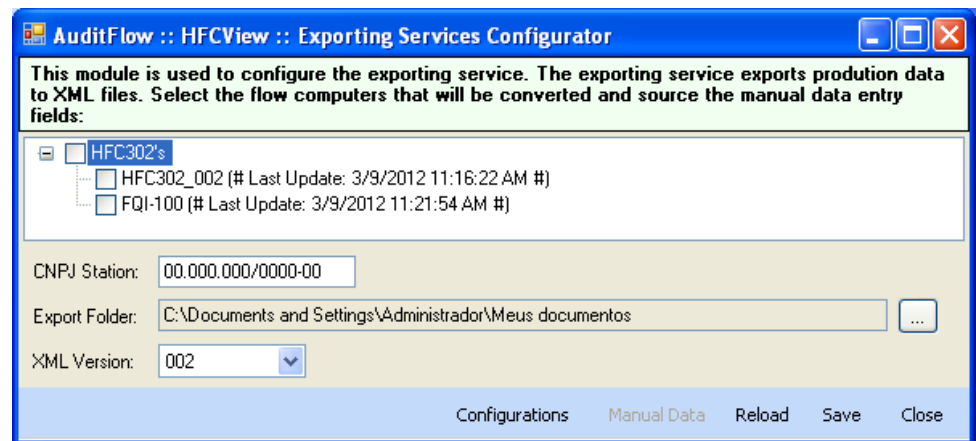 AuditFlow :: HFCView :: Exporting Services Configurator
This module is used to configure the exporting service. The exporting service exports prodution data
to XML files. Select the flow computers that will be converted and source the manual data entry
fields:
HFC302's
HFC302_002 (# Last Update: 3/9/2012 11:16:22 AM #)
FQI-100 (# Last Update: 3/9/2012 11:21:54 AM #)
CNPJ Station: 00.000.000/0000-00
Export Folder: C:\Documents and Settings\Administrador\Meus documentos ...
XML Version: 002
Configurations Manual Data Reload Save Close